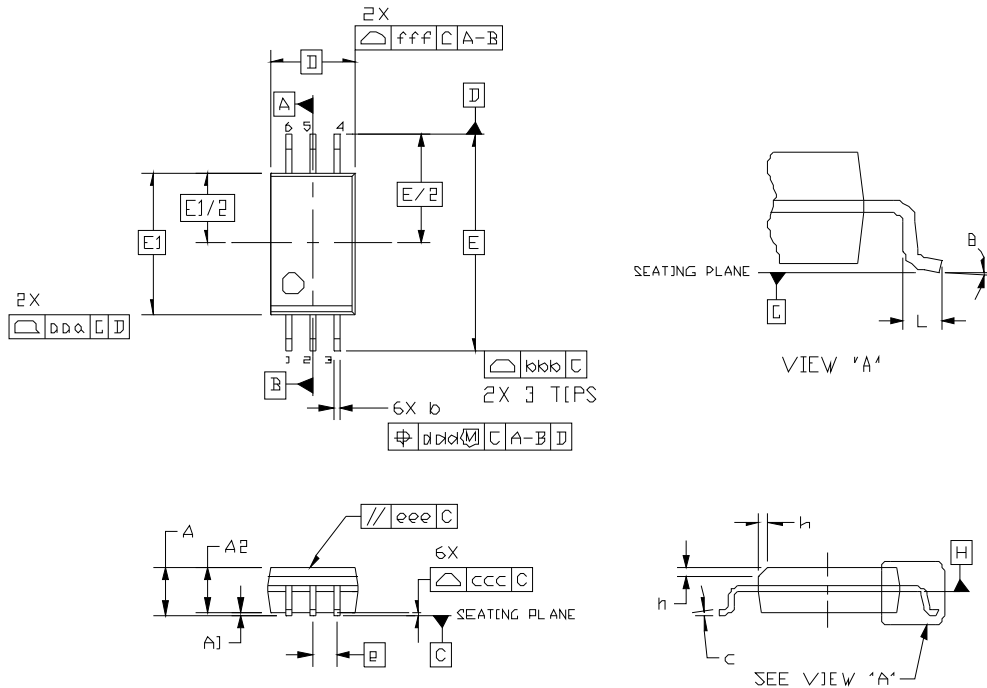 2X
fff C A-B
D
A
D
6 5 4
E/2
E1/2
E1
E
SEATING PLANE
θ
C
L
2X
aaa C D
1 2 3
bbb C
VIEW "A"
B
2X 3 TIPS
6X b
ddd M C A-B D
// eee C
A
A2
6X
ccc C
SEATING PLANE
A1
e
C
h
H
h
c
SEE VIEW "A"